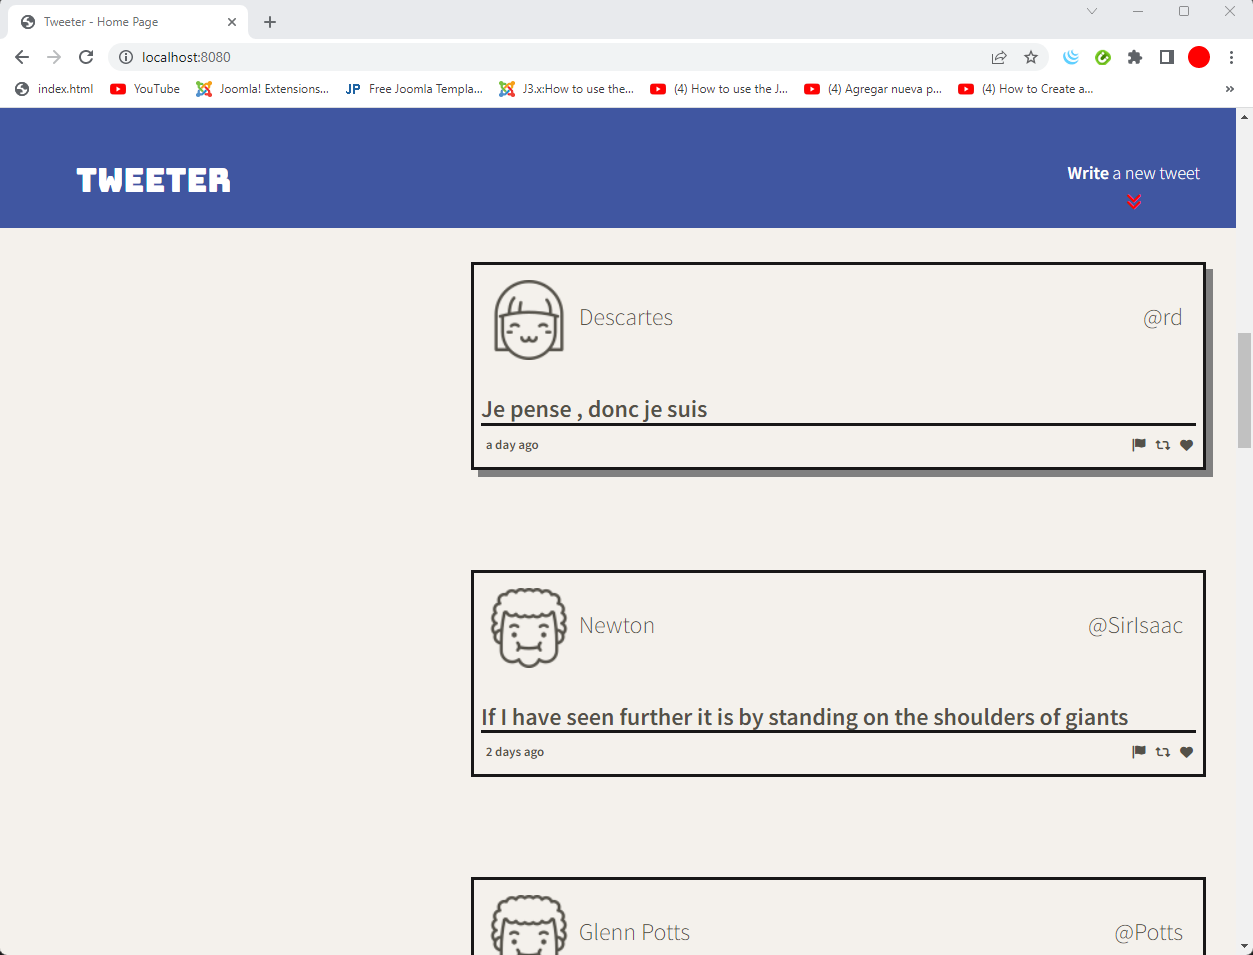 Tweeter - Home Page
localhost:8080
index.html YouTube Joomla! Extensions... JP Free Joomla Templa... J3.x:How to use the... (4) How to use the J... (4) Agregar nueva p... (4) How to Create a... »
TWEETER
Write a new tweet
Descartes @rd
Je pense , donc je suis
a day ago
Newton @SirIsaac
If I have seen further it is by standing on the shoulders of giants
2 days ago
Glenn Potts @Potts